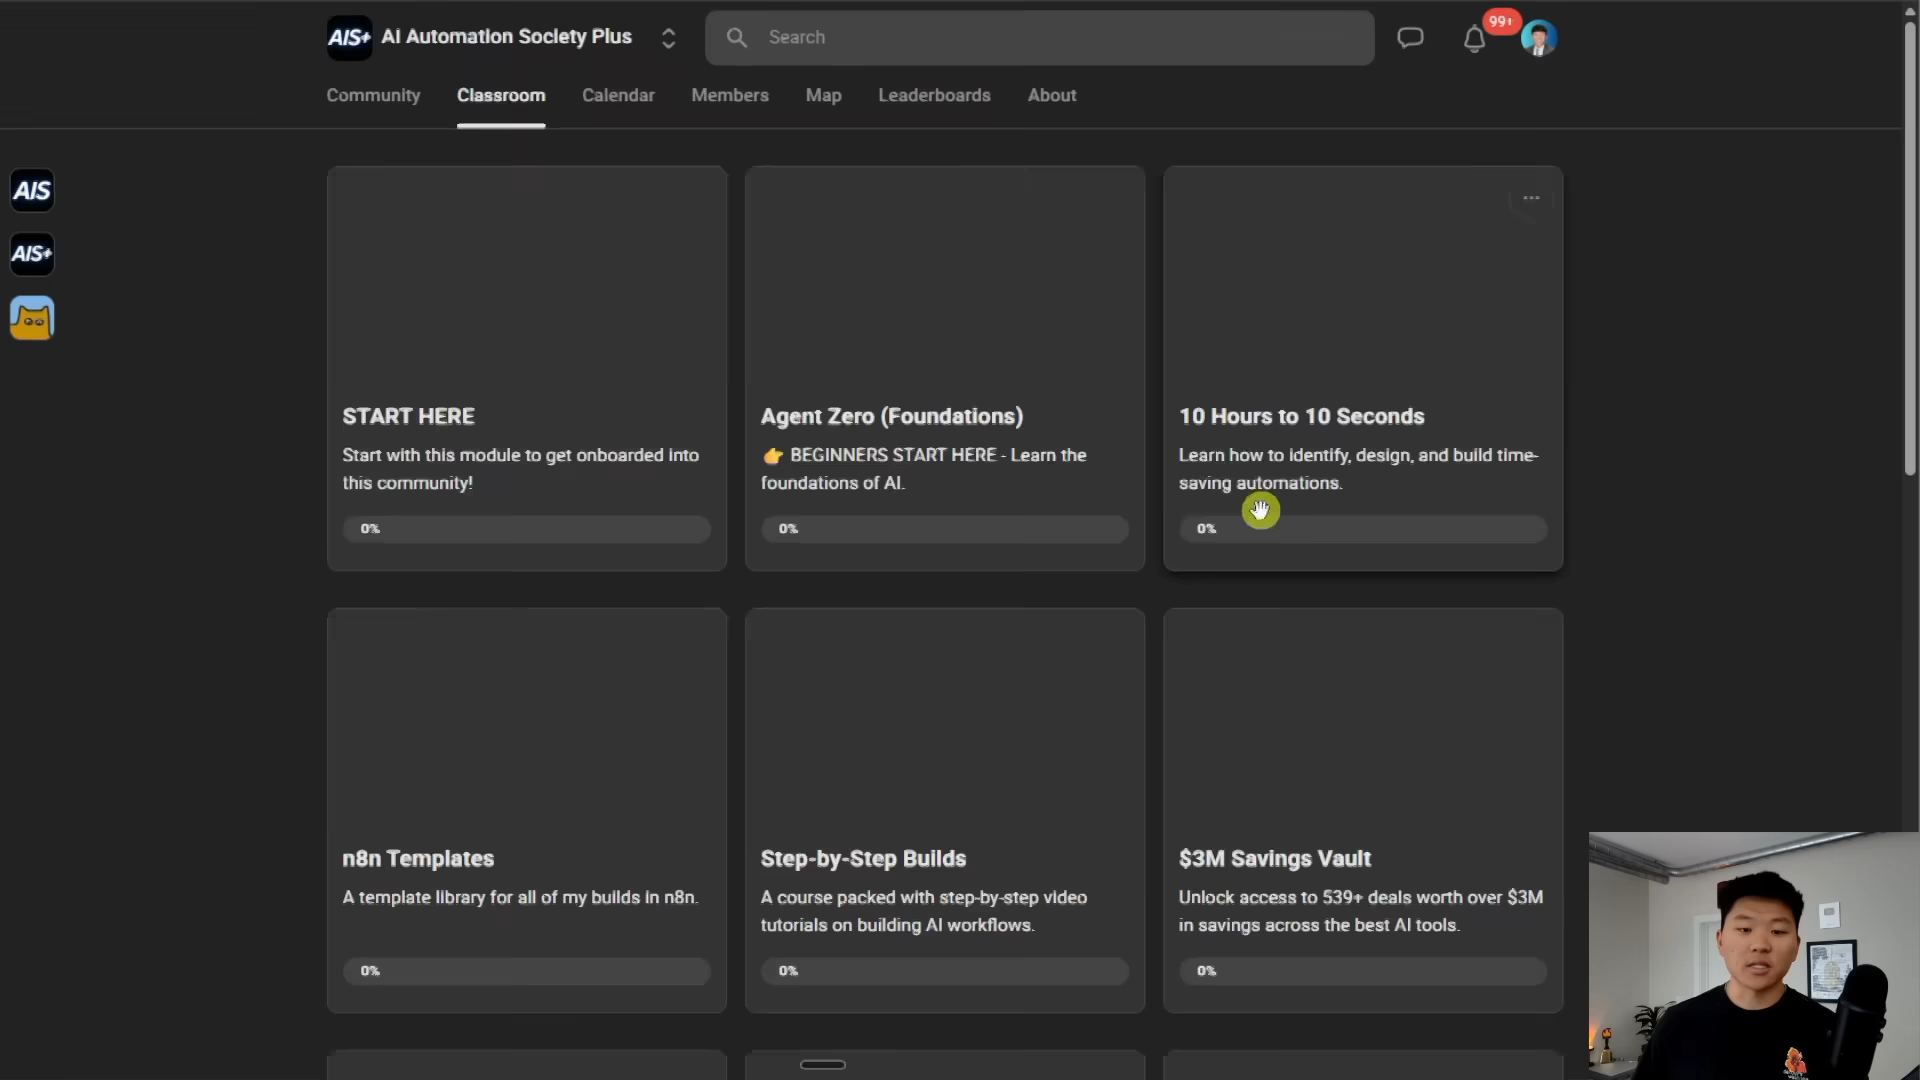 AIS+ AI Automation Society Plus
Search
99+
Community Classroom Calendar Members Map Leaderboards About
AIS
AIS+
START HERE
Start with this module to get onboarded into
this community!
0%
Agent Zero (Foundations)
👉 BEGINNERS START HERE - Learn the
foundations of AI.
0%
10 Hours to 10 Seconds
Learn how to identify, design, and build time-
saving automations.
0%
n8n Templates
A template library for all of my builds in n8n.
0%
Step-by-Step Builds
A course packed with step-by-step video
tutorials on building AI workflows.
0%
$3M Savings Vault
Unlock access to 539+ deals worth over $3M
in savings across the best AI tools.
0%